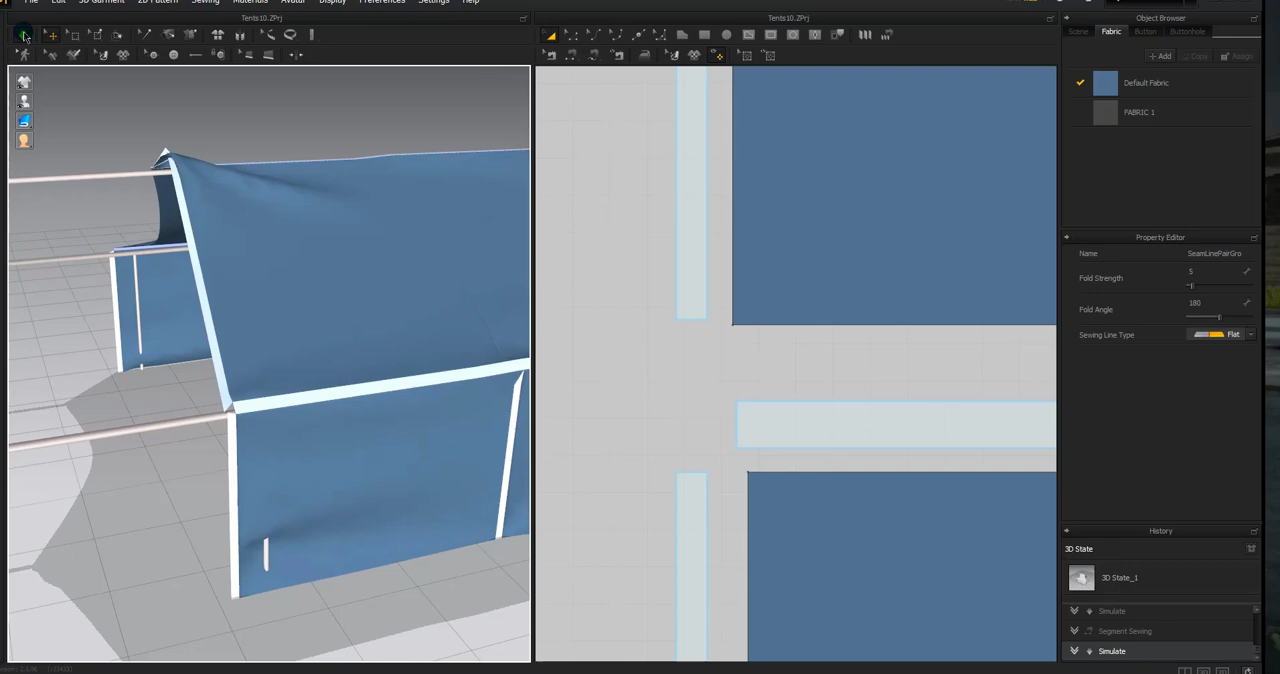 File Edit 3D Garment 2D Pattern Sewing Materials Avatar Display Preferences Settings Help
Tents10.ZPrj
Tents10.ZPrj
Object Browser
Scene Fabric Button Buttonhole
+ Add Copy Assign
Default Fabric
FABRIC 1
Property Editor
Name SeamLinePairGro
Fold Strength 5
Fold Angle 180
Sewing Line Type Flat
History
3D State
3D State_1
Simulate
Segment Sewing
Simulate